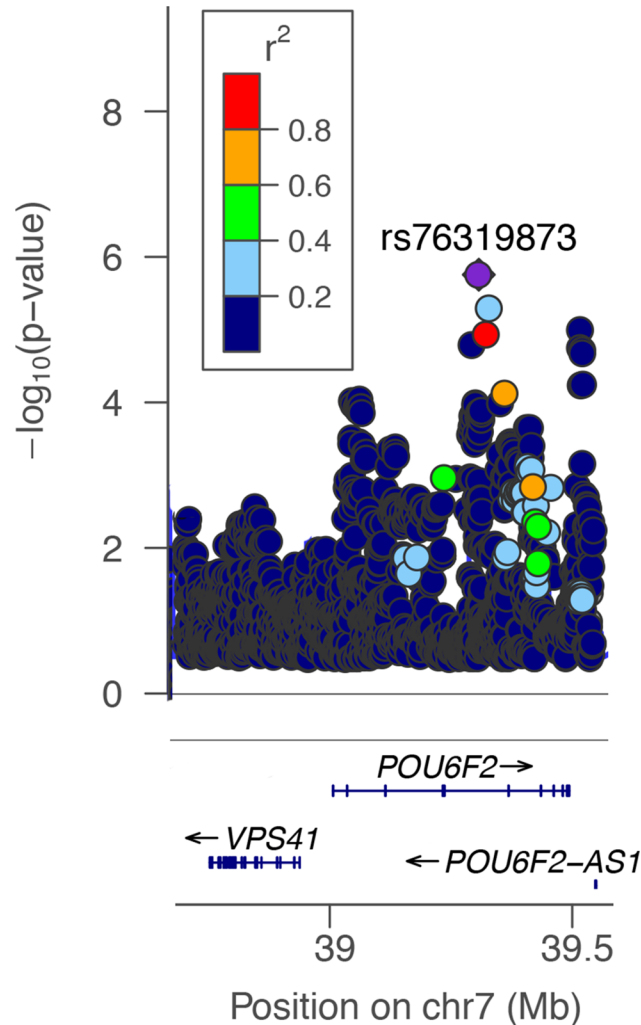 r²
0.8
0.6
0.4
0.2
8
6
4
2
0
−log₁₀(p−value)
rs76319873
POU6F2→
←VPS41
←POU6F2−AS1
39
39.5
Position on chr7 (Mb)